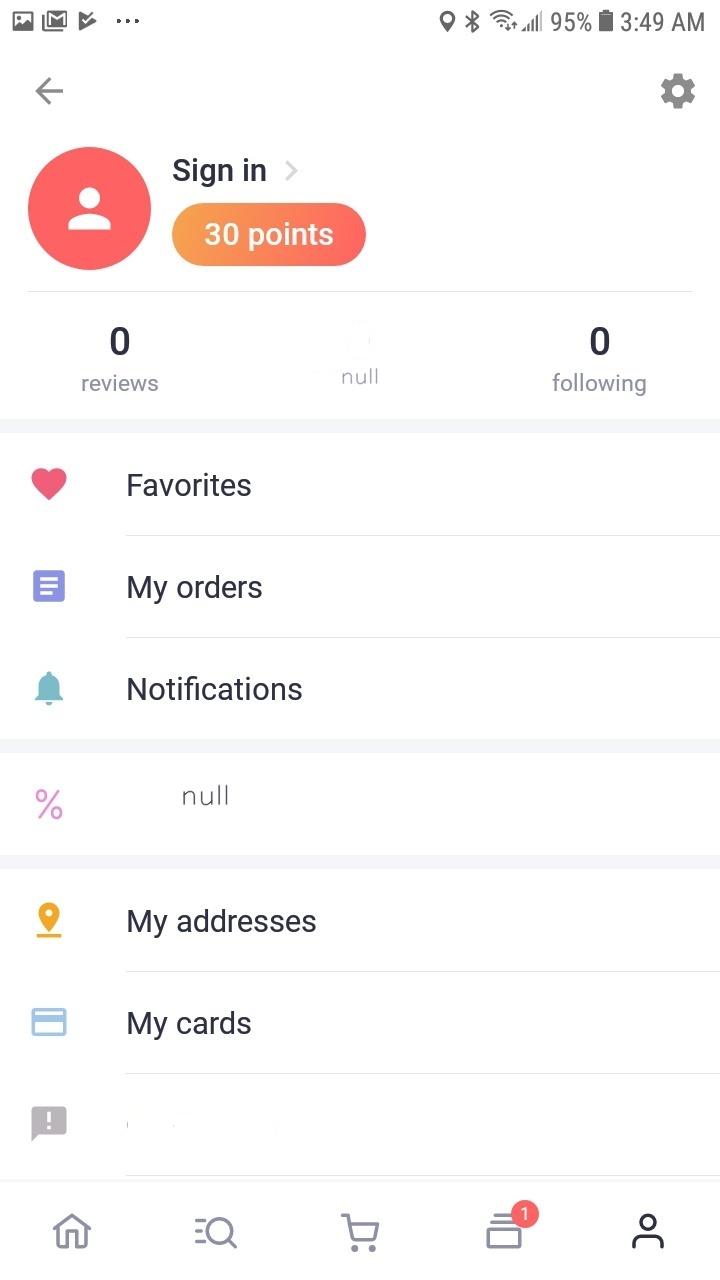 95% 3:49 AM
Sign in
30 points
0 0
reviews null following
Favorites
My orders
Notifications
% null
My addresses
My cards
1